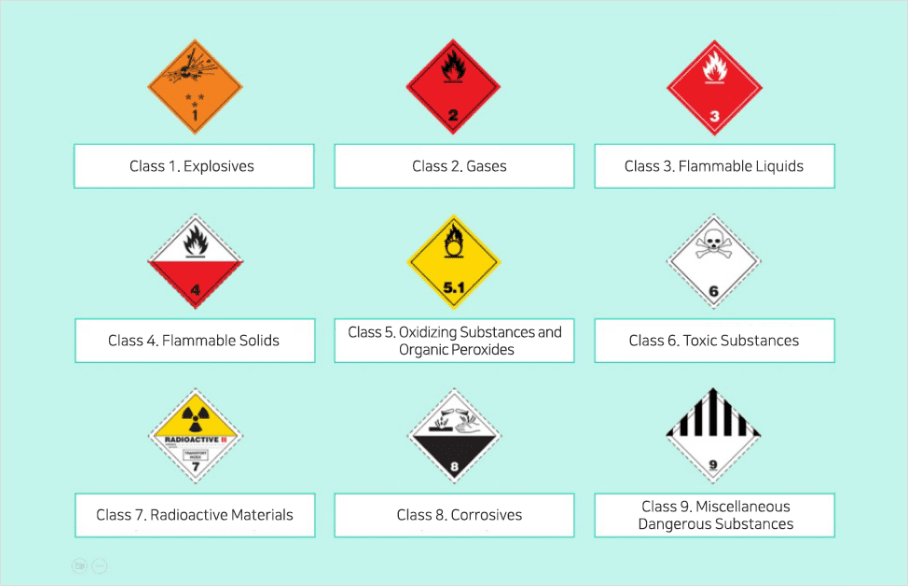 1
2
3
Class 1. Explosives
Class 2. Gases
Class 3. Flammable Liquids
4
5.1
6
Class 4. Flammable Solids
Class 5. Oxidizing Substances and
Organic Peroxides
Class 6. Toxic Substances
RADIOACTIVE II
TRANSPORT
INDEX
7
8
9
Class 7. Radioactive Materials
Class 8. Corrosives
Class 9. Miscellaneous
Dangerous Substances